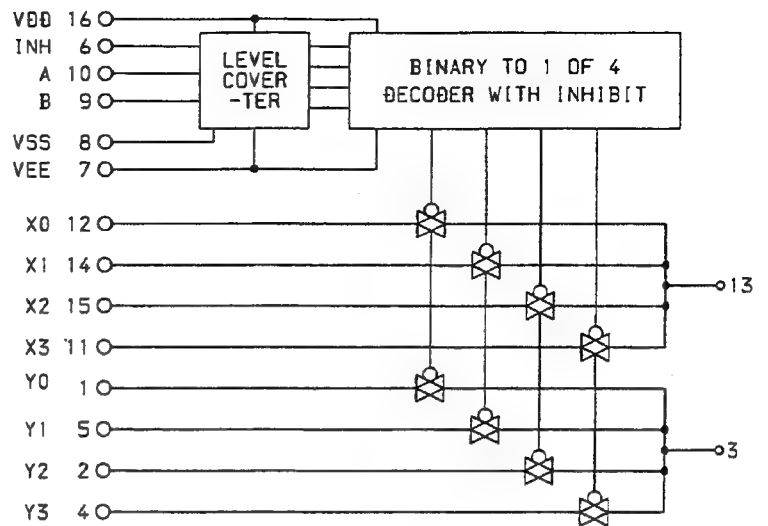 VDD 16
INH 6
A 10
B 9
VSS 8
VEE 7
LEVEL
COVER
-TER
BINARY TO 1 OF 4
DECODER WITH INHIBIT
X0 12
X1 14
X2 15
X3 11
13
Y0 1
Y1 5
Y2 2
Y3 4
3